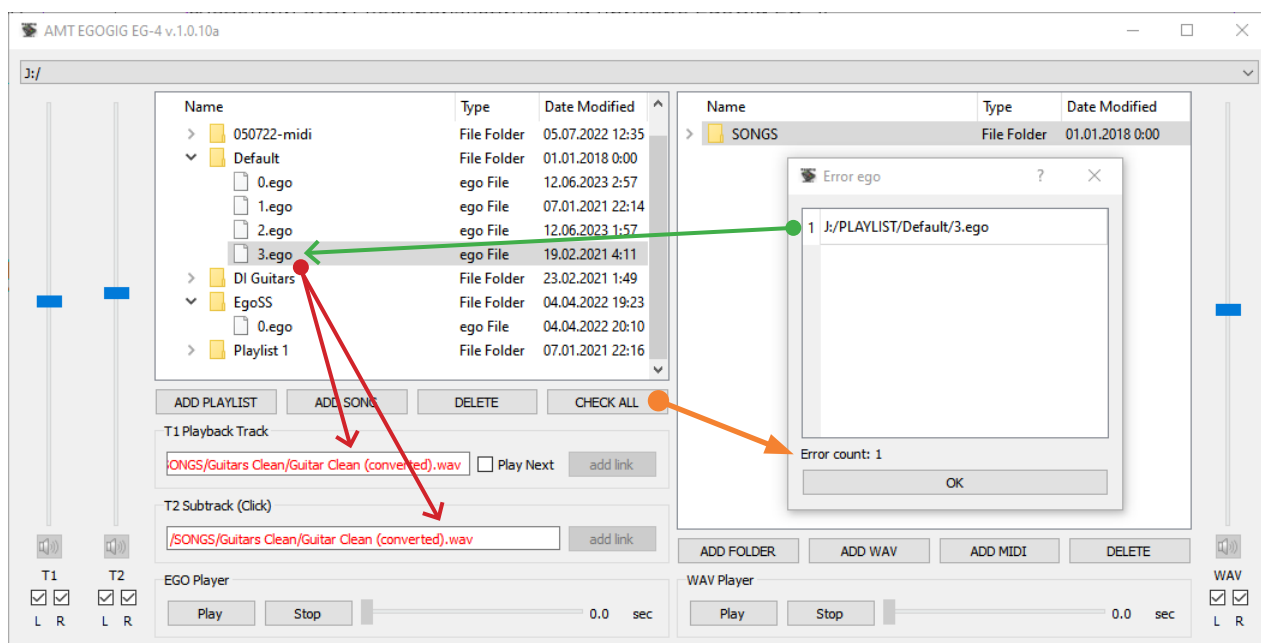 AMT EGOGIG EG-4 v.1.0.10a
J:/
Name Type Date Modified
050722-midi File Folder 05.07.2022 12:35
Default File Folder 01.01.2018 0:00
0.ego ego File 12.06.2023 2:57
1.ego ego File 07.01.2021 22:14
2.ego ego File 12.06.2023 1:57
3.ego ego File 19.02.2021 4:11
DI Guitars File Folder 23.02.2021 1:49
EgoSS File Folder 04.04.2022 19:23
0.ego ego File 04.04.2022 20:10
Playlist 1 File Folder 07.01.2021 22:16
ADD PLAYLIST ADD SONG DELETE CHECK ALL
T1 Playback Track
SONGS/Guitars Clean/Guitar Clean (converted).wav Play Next add link
T2 Subtrack (Click)
/SONGS/Guitars Clean/Guitar Clean (converted).wav add link
EGO Player
Play Stop 0.0 sec
T1 T2
L R L R
Name Type Date Modified
SONGS File Folder 01.01.2018 0:00
Error ego ?
1 J:/PLAYLIST/Default/3.ego
Error count: 1
OK
ADD FOLDER ADD WAV ADD MIDI DELETE
WAV Player
Play Stop 0.0 sec
WAV
L R